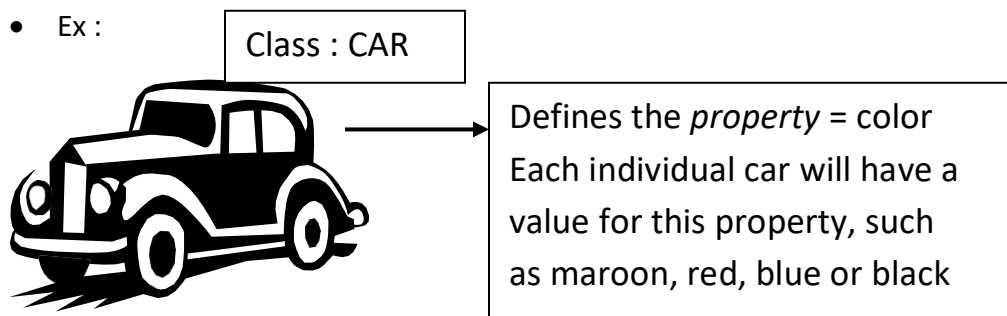 • Ex :
Class : CAR
Defines the property = color
Each individual car will have a
value for this property, such
as maroon, red, blue or black